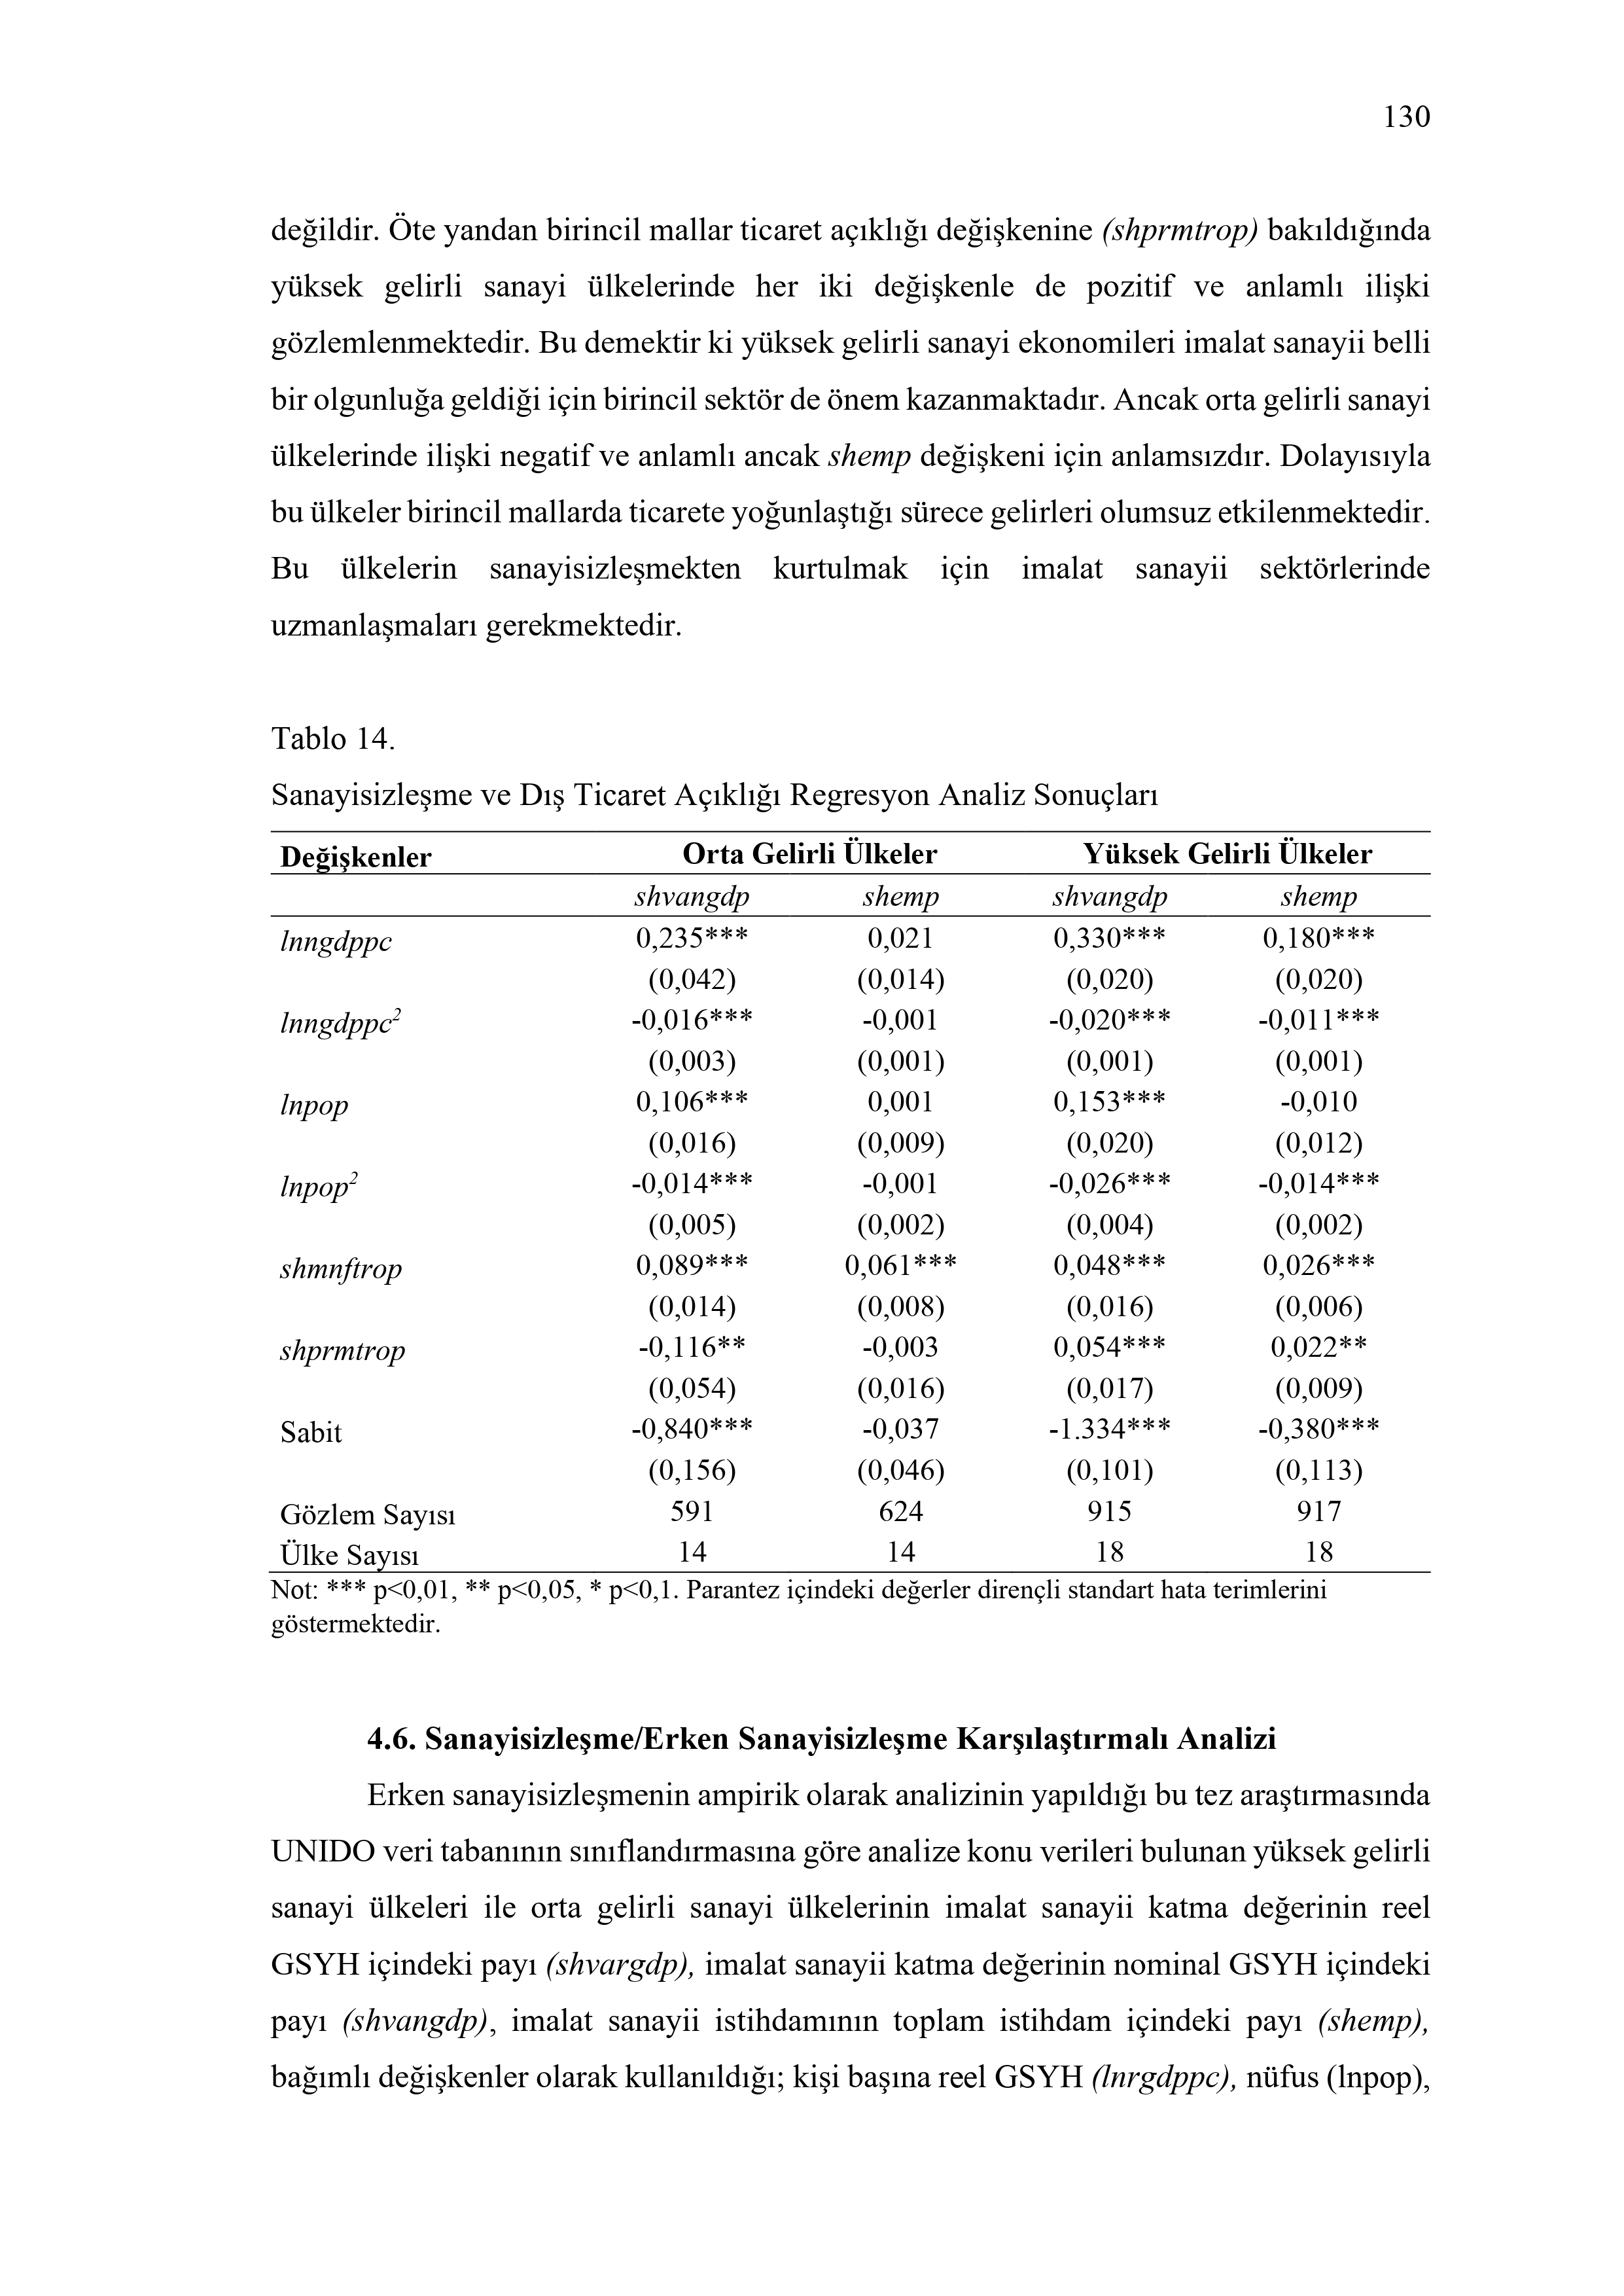 130
değildir. Öte yandan birincil mallar ticaret açıklığı değişkenine (shprmtrop) bakıldığında
yüksek gelirli sanayi ülkelerinde her iki değişkenle de pozitif ve anlamlı ilişki
gözlemlenmektedir. Bu demektir ki yüksek gelirli sanayi ekonomileri imalat sanayii belli
bir olgunluğa geldiği için birincil sektör de önem kazanmaktadır. Ancak orta gelirli sanayi
ülkelerinde ilişki negatif ve anlamlı ancak shemp değişkeni için anlamsızdır. Dolayısıyla
bu ülkeler birincil mallarda ticarete yoğunlaştığı sürece gelirleri olumsuz etkilenmektedir.
Bu ülkelerin sanayisizleşmekten kurtulmak için imalat sanayii sektörlerinde
uzmanlaşmaları gerekmektedir.
Tablo 14.
Sanayisizleşme ve Dış Ticaret Açıklığı Regresyon Analiz Sonuçları
Değişkenler Orta Gelirli Ülkeler Yüksek Gelirli Ülkeler
shvangdp shemp shvangdp shemp
lnngdppc 0,235*** 0,021 0,330*** 0,180***
(0,042) (0,014) (0,020) (0,020)
lnngdppc² -0,016*** -0,001 -0,020*** -0,011***
(0,003) (0,001) (0,001) (0,001)
lnpop 0,106*** 0,001 0,153*** -0,010
(0,016) (0,009) (0,020) (0,012)
lnpop² -0,014*** -0,001 -0,026*** -0,014***
(0,005) (0,002) (0,004) (0,002)
shmnftrop 0,089*** 0,061*** 0,048*** 0,026***
(0,014) (0,008) (0,016) (0,006)
shprmtrop -0,116** -0,003 0,054*** 0,022**
(0,054) (0,016) (0,017) (0,009)
Sabit -0,840*** -0,037 -1.334*** -0,380***
(0,156) (0,046) (0,101) (0,113)
Gözlem Sayısı 591 624 915 917
Ülke Sayısı 14 14 18 18
Not: *** p<0,01, ** p<0,05, * p<0,1. Parantez içindeki değerler dirençli standart hata terimlerini
göstermektedir.
4.6. Sanayisizleşme/Erken Sanayisizleşme Karşılaştırmalı Analizi
Erken sanayisizleşmenin ampirik olarak analizinin yapıldığı bu tez araştırmasında
UNIDO veri tabanının sınıflandırmasına göre analize konu verileri bulunan yüksek gelirli
sanayi ülkeleri ile orta gelirli sanayi ülkelerinin imalat sanayii katma değerinin reel
GSYH içindeki payı (shvargdp), imalat sanayii katma değerinin nominal GSYH içindeki
payı (shvangdp), imalat sanayii istihdamının toplam istihdam içindeki payı (shemp),
bağımlı değişkenler olarak kullanıldığı; kişi başına reel GSYH (lnrgdppc), nüfus (lnpop),